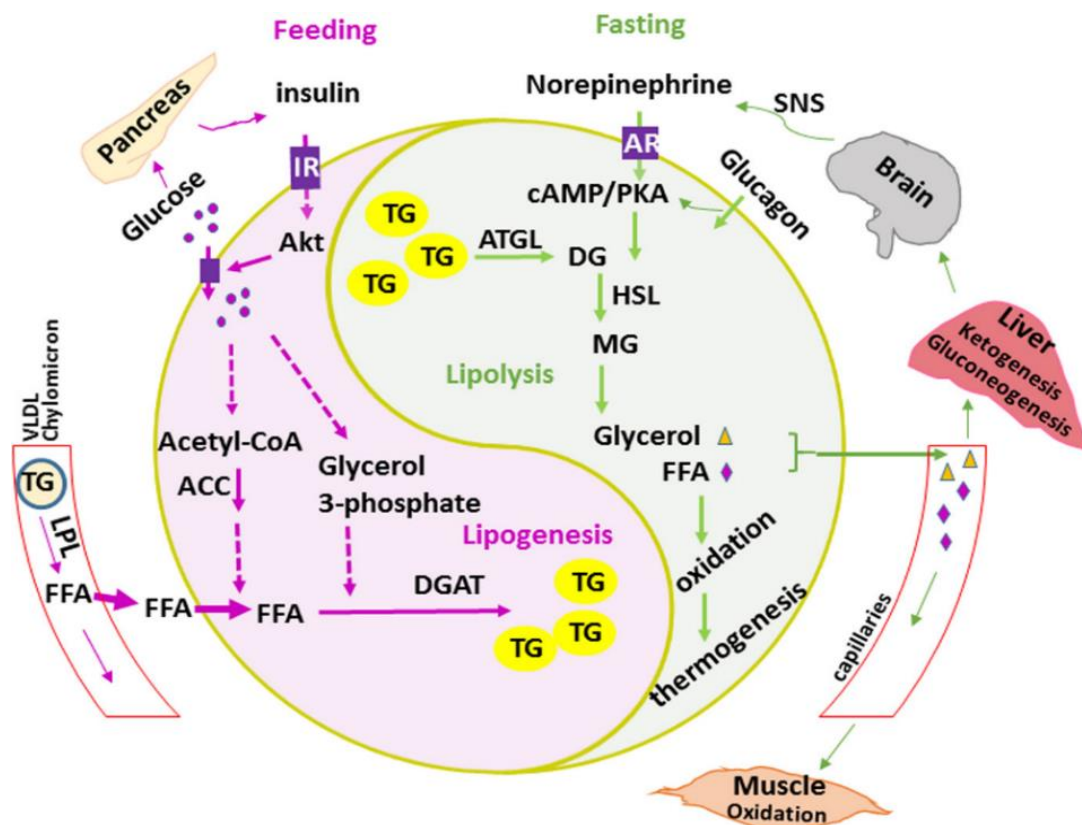 Feeding
Fasting
Pancreas
insulin
Norepinephrine
SNS
IR
AR
Brain
Glucose
Glucagon
cAMP/PKA
Akt
TG
TG
TG
ATGL
DG
HSL
MG
Liver
Ketogenesis
Gluconeogenesis
Lipolysis
VLDL
Chylomicron
Acetyl-CoA
Glycerol
FFA
TG
ACC
Glycerol
3-phosphate
LPL
Lipogenesis
oxidation
FFA
FFA
FFA
DGAT
TG
TG
TG
thermogenesis
capillaries
Muscle
Oxidation